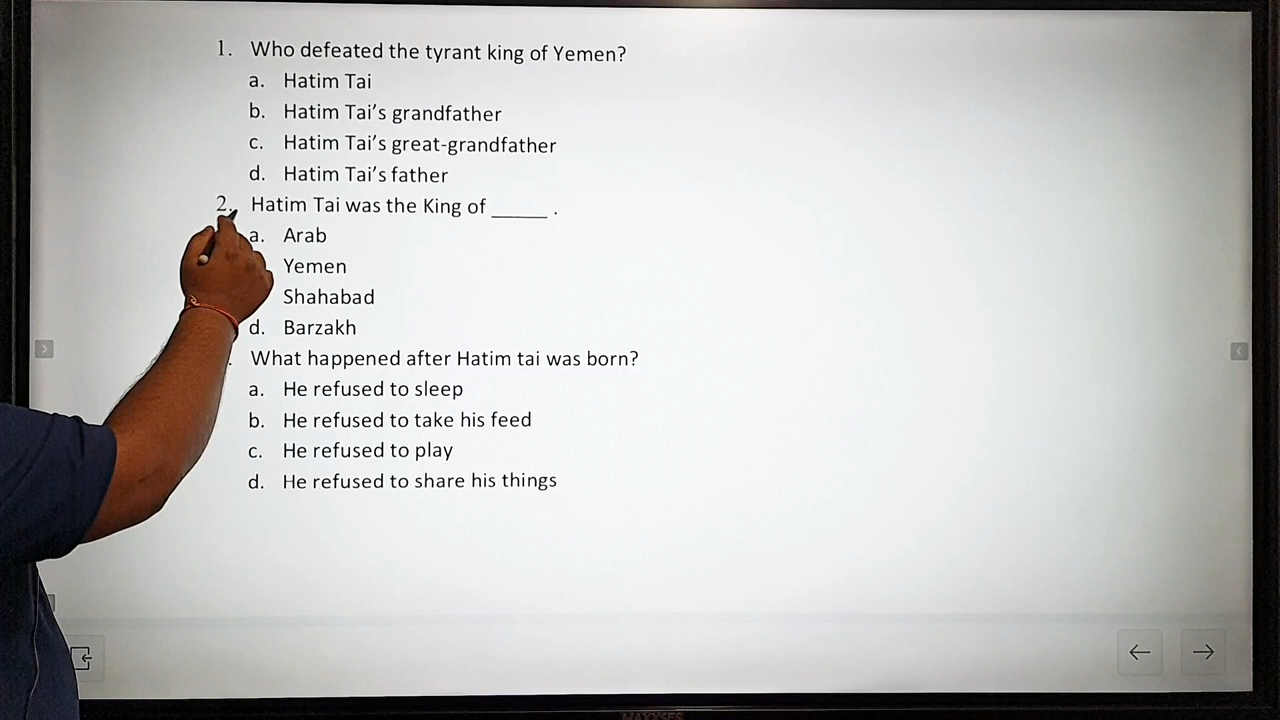 1. Who defeated the tyrant king of Yemen?
a. Hatim Tai
b. Hatim Tai's grandfather
c. Hatim Tai's great-grandfather
d. Hatim Tai's father
2. Hatim Tai was the King of _____ .
a. Arab
Yemen
Shahabad
d. Barzakh
. What happened after Hatim tai was born?
a. He refused to sleep
b. He refused to take his feed
c. He refused to play
d. He refused to share his things